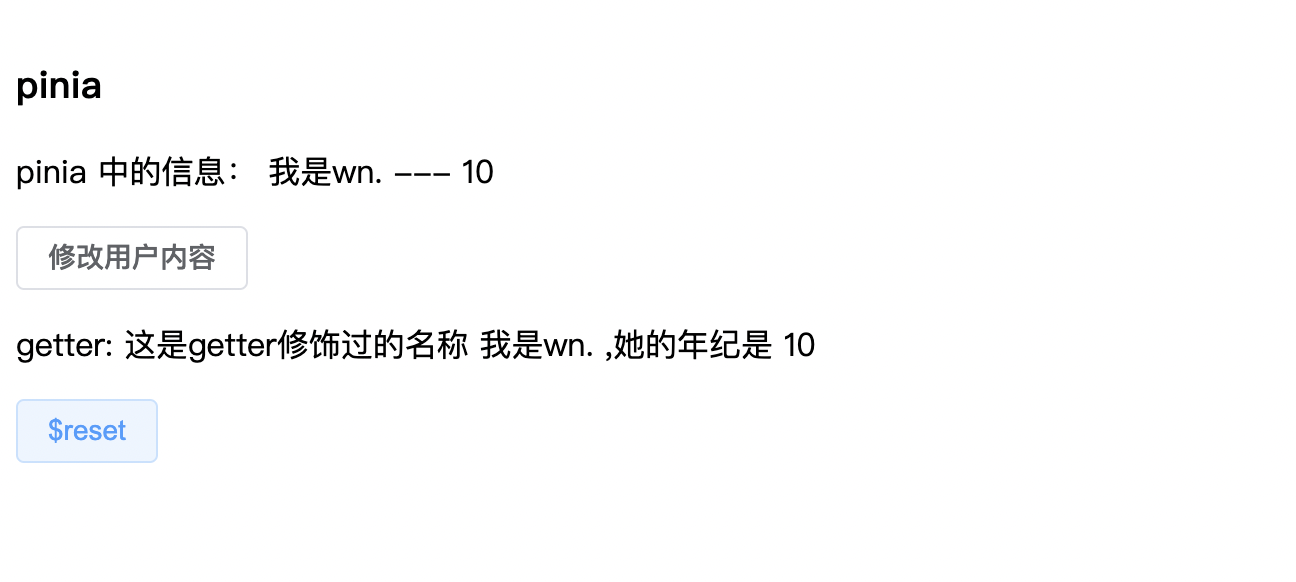 pinia
pinia 中的信息： 我是wn. --- 10
修改用户内容
getter: 这是getter修饰过的名称 我是wn. ,她的年纪是 10
$reset